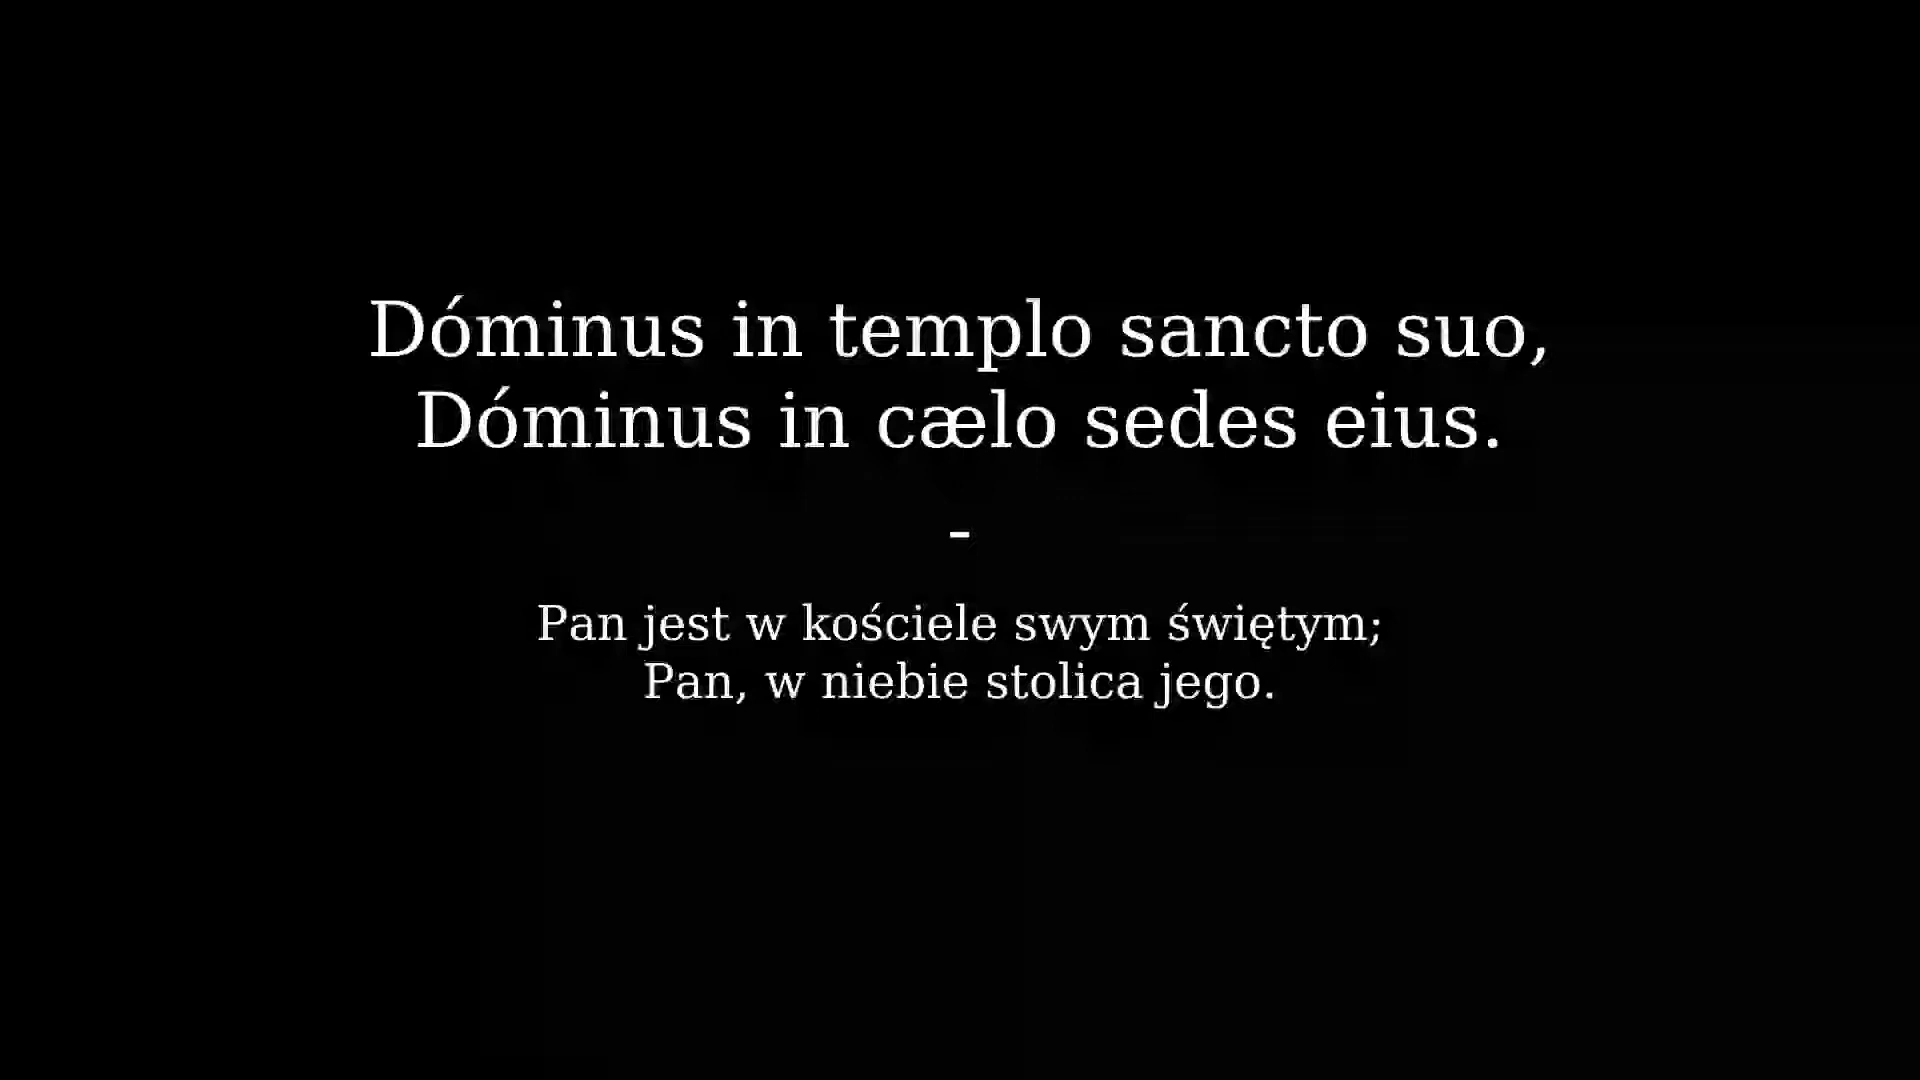 Dóminus in templo sancto suo,
Dóminus in cælo sedes eius.
-
Pan jest w kościele swym świętym;
Pan, w niebie stolica jego.